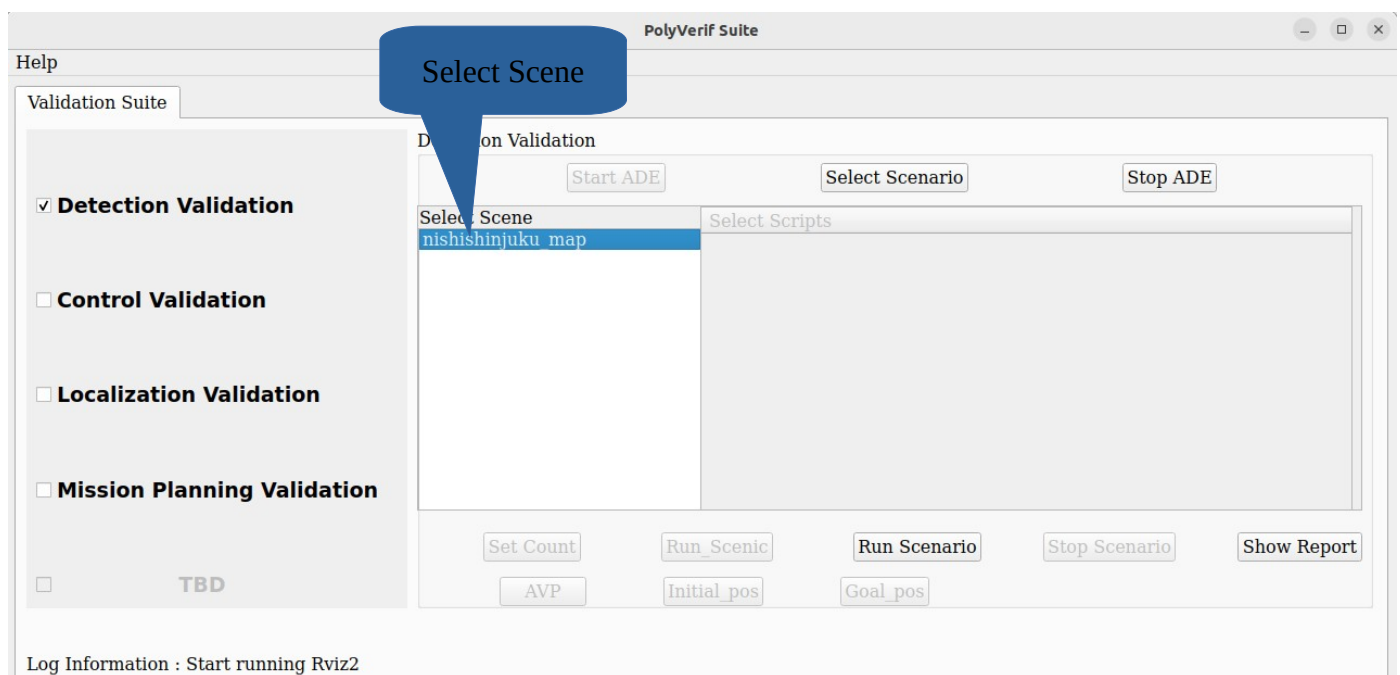 PolyVerif Suite
Help
Select Scene
Validation Suite
Detection Validation
Control Validation
Localization Validation
Mission Planning Validation
TBD
on Validation
Start ADE
Select Scenario
Stop ADE
Select Scene
Select Scripts
nishishinjuku_map
Set Count
Run_Scenic
Run Scenario
Stop Scenario
Show Report
AVP
Initial_pos
Goal_pos
Log Information : Start running Rviz2